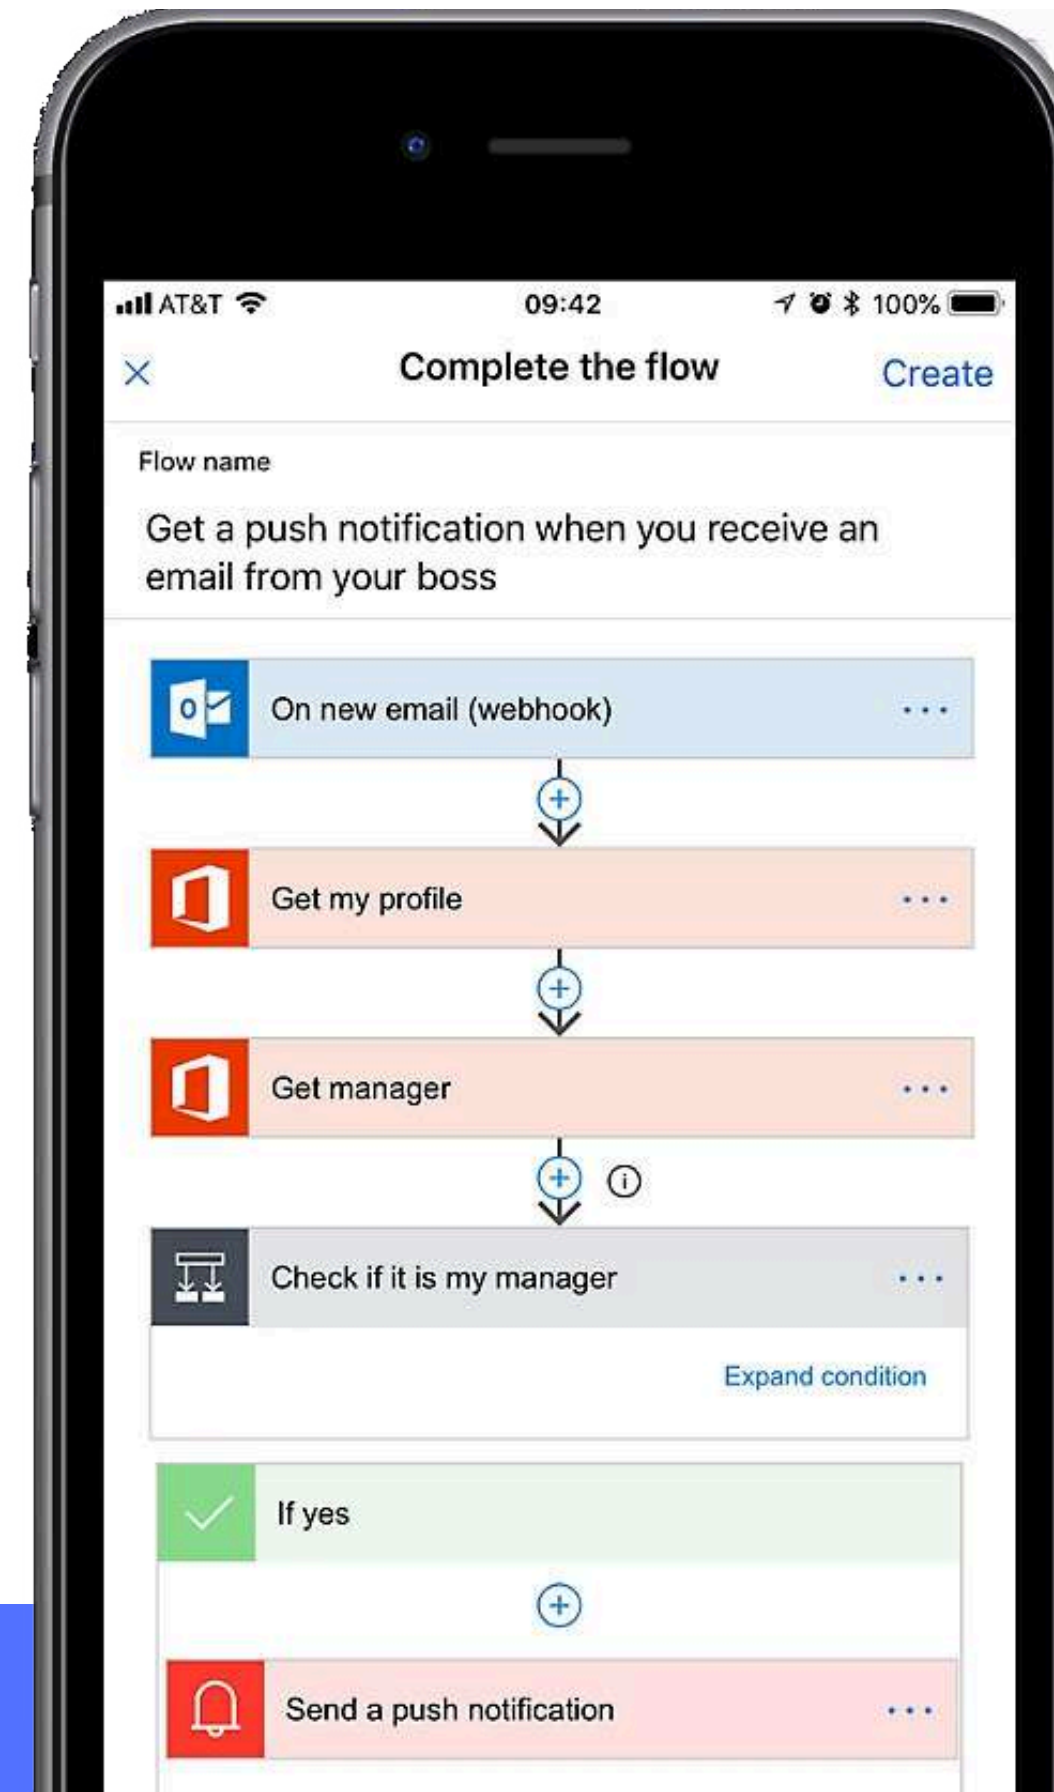 AT&T 09:42 100%
Complete the flow Create
Flow name
Get a push notification when you receive an
email from your boss
On new email (webhook) ...
Get my profile ...
Get manager ...
Check if it is my manager ...
Expand condition
If yes
Send a push notification ...